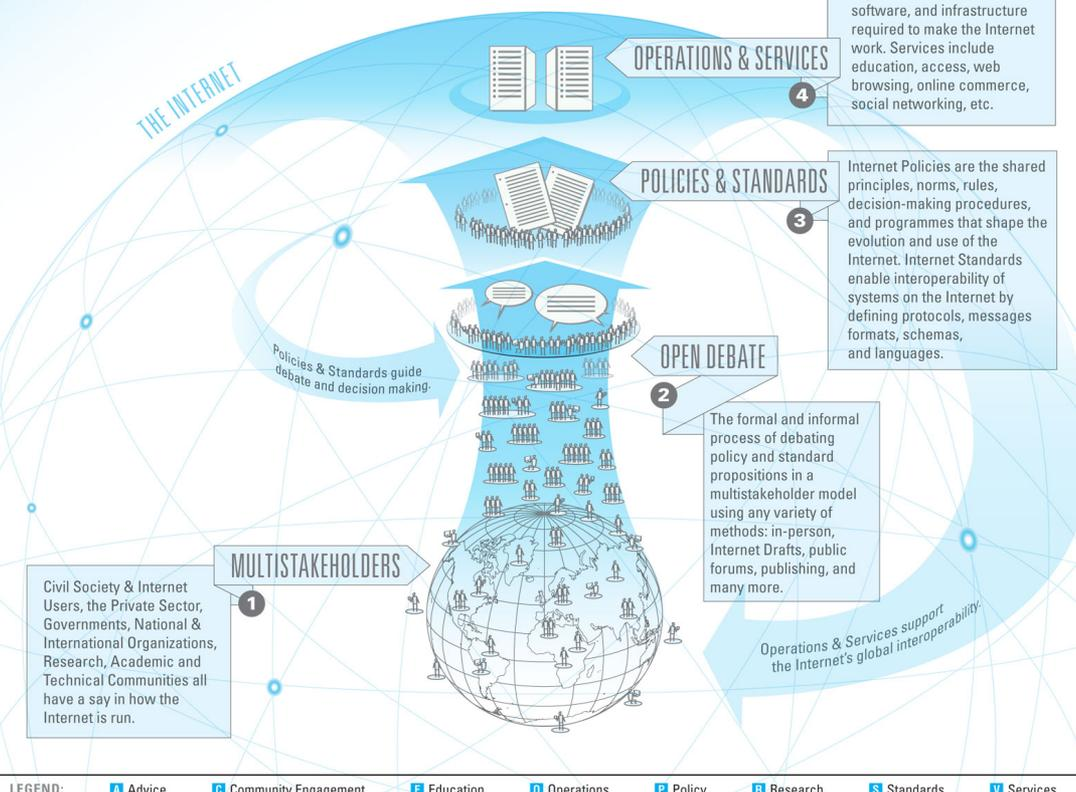 THE INTERNET
OPERATIONS & SERVICES
4
software, and infrastructure
required to make the Internet
work. Services include
education, access, web
browsing, online commerce,
social networking, etc.
POLICIES & STANDARDS
3
Internet Policies are the shared
principles, norms, rules,
decision-making procedures,
and programmes that shape the
evolution and use of the
Internet. Internet Standards
enable interoperability of
systems on the Internet by
defining protocols, messages
formats, schemas,
and languages.
Policies & Standards guide
debate and decision making.
OPEN DEBATE
2
The formal and informal
process of debating
policy and standard
propositions in a
multistakeholder model
using any variety of
methods: in-person,
Internet Drafts, public
forums, publishing, and
many more.
MULTISTAKEHOLDERS
1
Civil Society & Internet
Users, the Private Sector,
Governments, National &
International Organizations,
Research, Academic and
Technical Communities all
have a say in how the
Internet is run.
Operations & Services support
the Internet's global interoperability.
LEGEND: A Advice C Community Engagement E Education O Operations P Policy R Research S Standards V Services